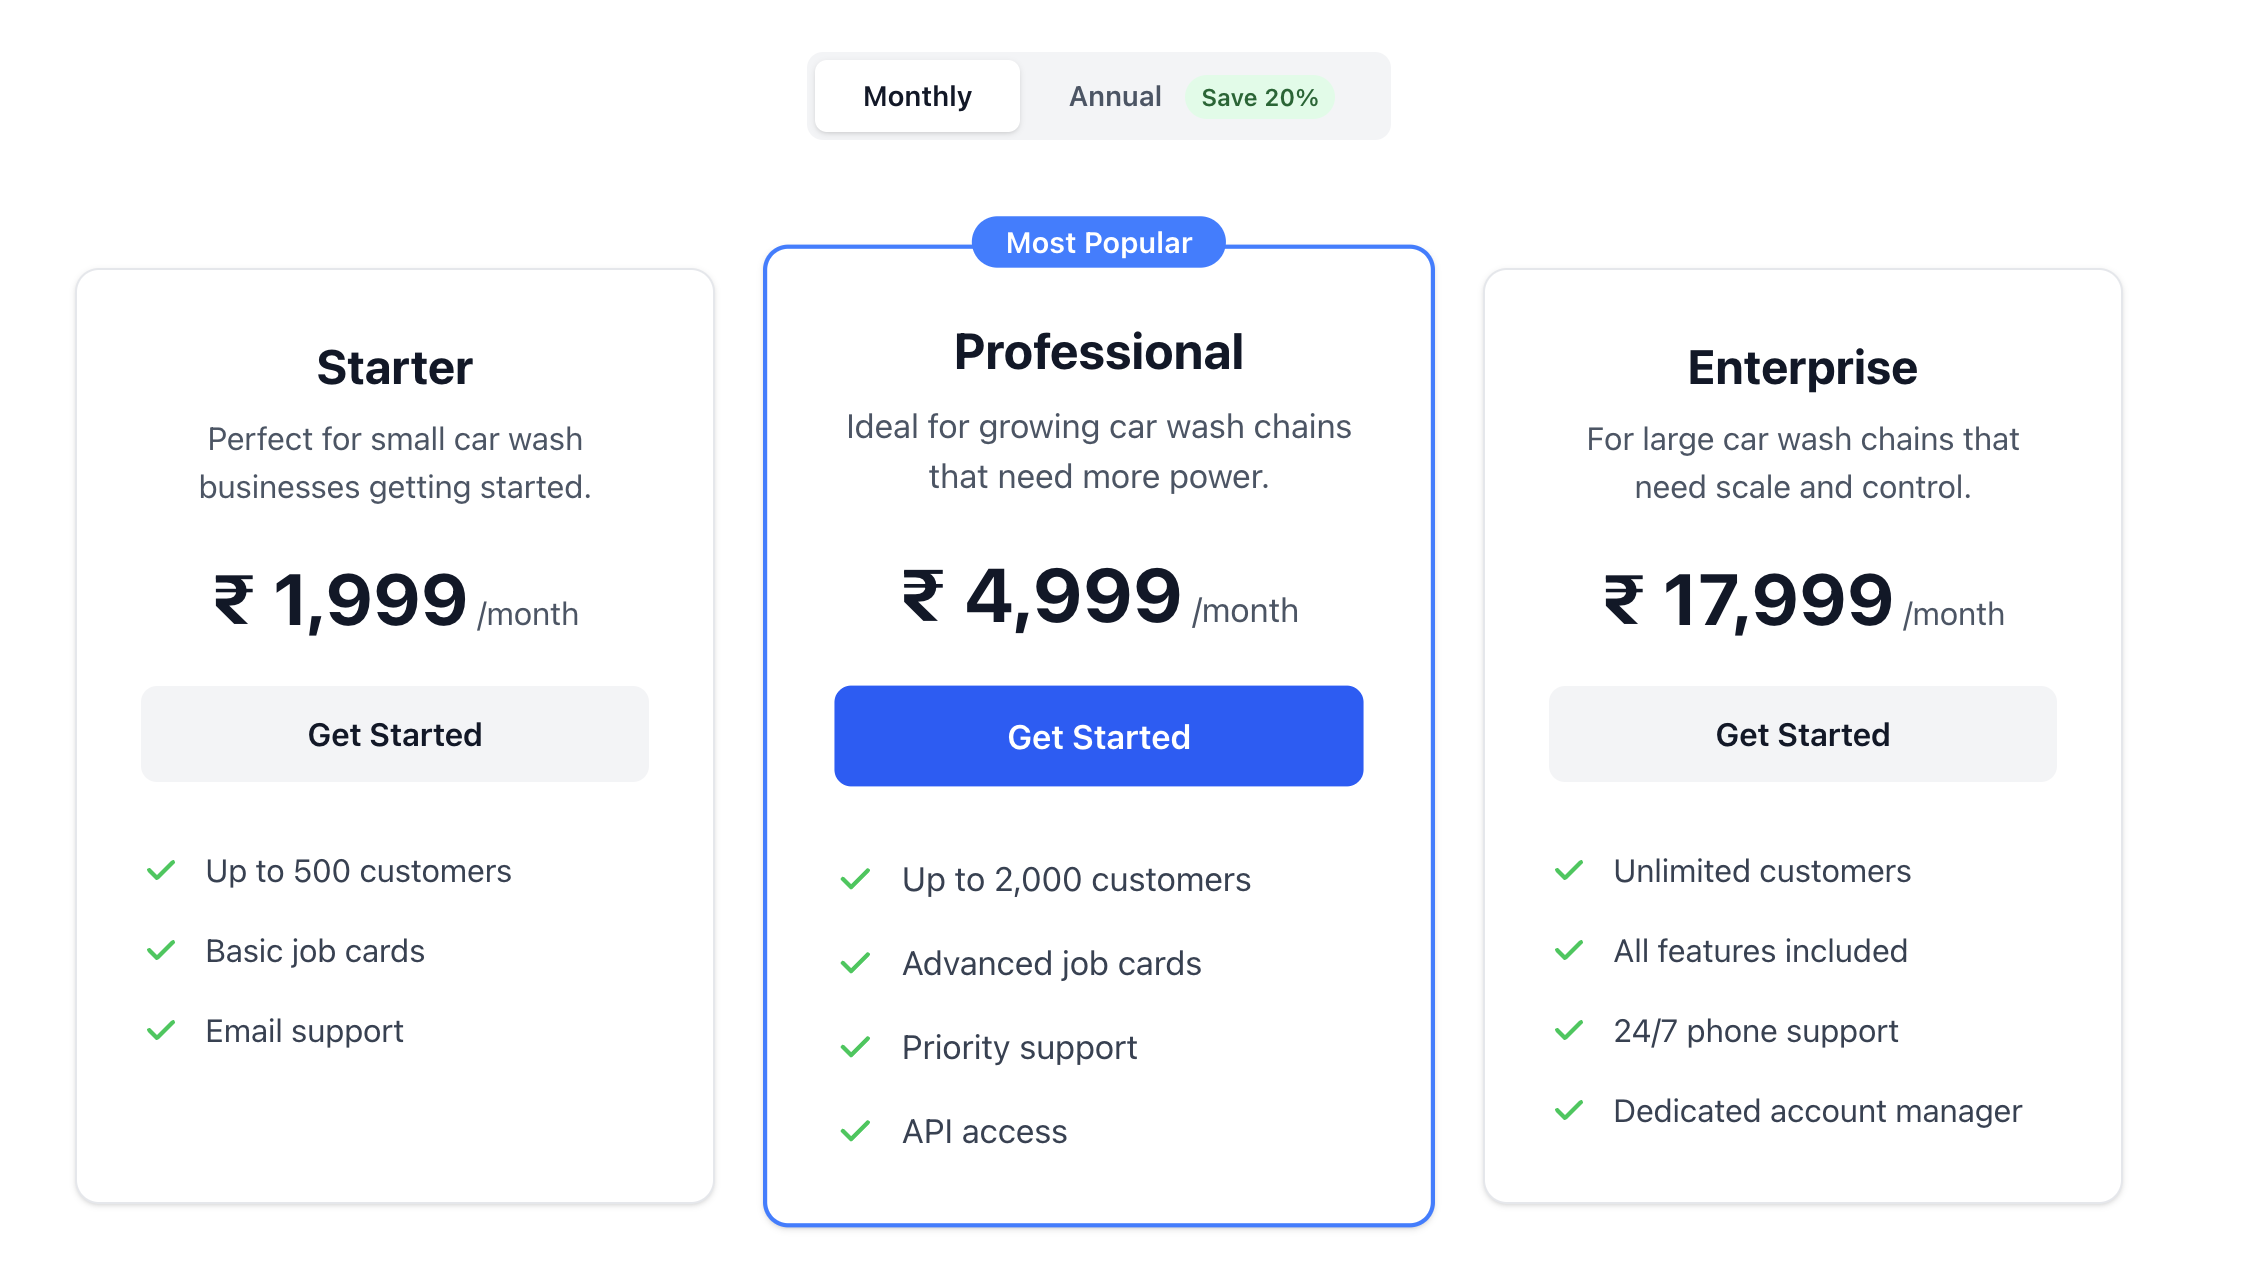 Monthly
Annual Save 20%
Starter
Perfect for small car wash
businesses getting started.
₹ 1,999 /month
Get Started
Up to 500 customers
Basic job cards
Email support
Most Popular
Professional
Ideal for growing car wash chains
that need more power.
₹ 4,999 /month
Get Started
Up to 2,000 customers
Advanced job cards
Priority support
API access
Enterprise
For large car wash chains that
need scale and control.
₹ 17,999 /month
Get Started
Unlimited customers
All features included
24/7 phone support
Dedicated account manager